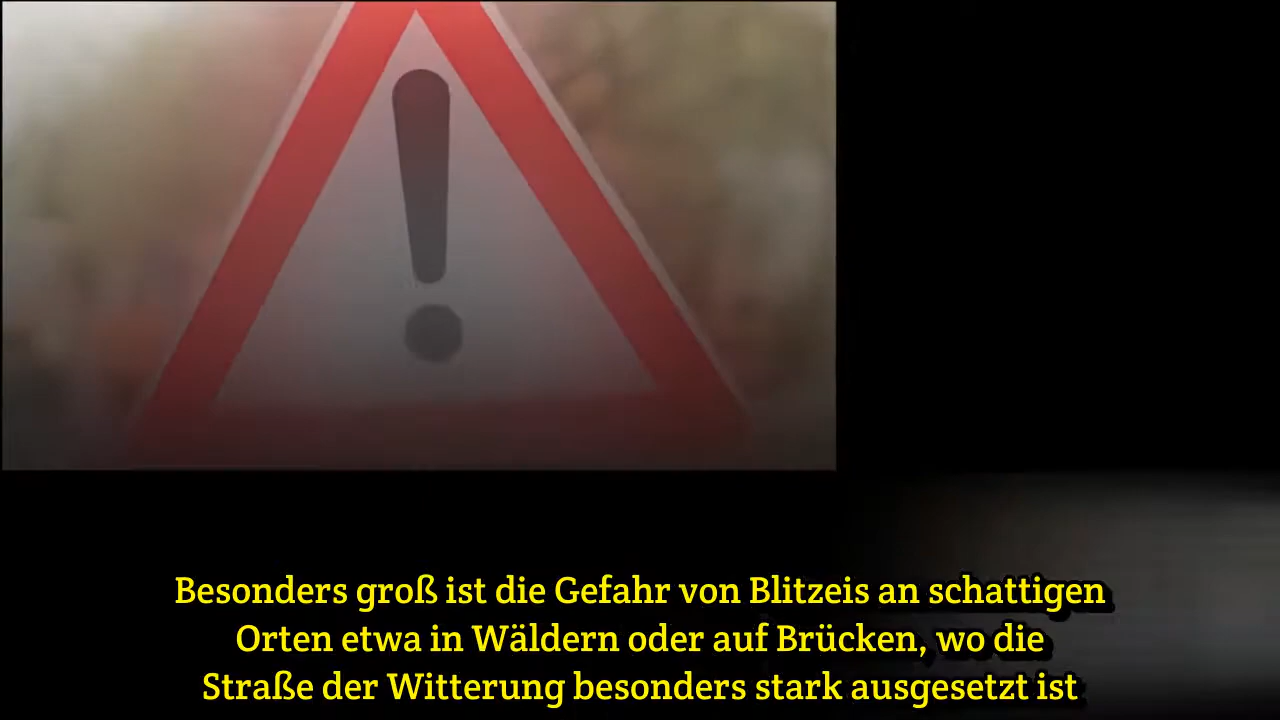 Besonders groß ist die Gefahr von Blitzeis an schattigen
Orten etwa in Wäldern oder auf Brücken, wo die
Straße der Witterung besonders stark ausgesetzt ist